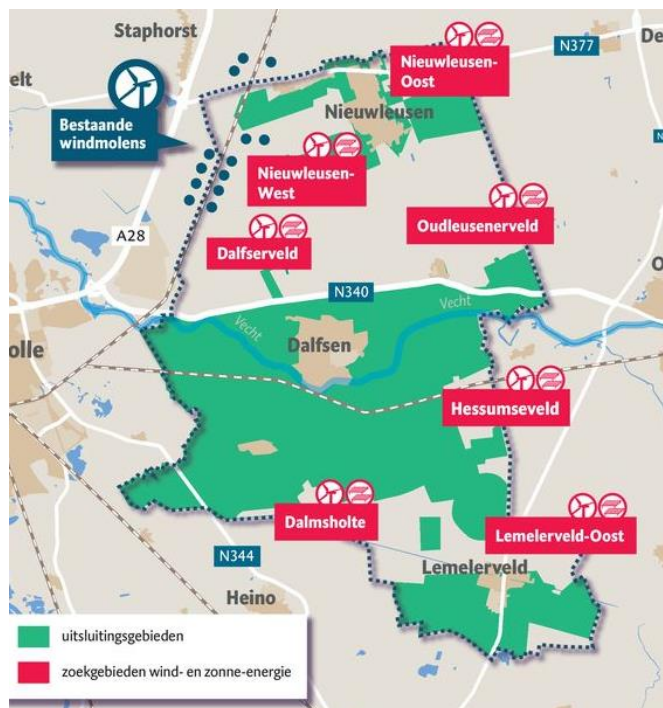 Staphorst
N377
De
elt
Nieuwleusen-
Oost
Bestaande
windmolens
Nieuwleusen
Nieuwleusen-
West
Oudleusenerveld
Dalfserveld
A28
N340
Vecht
Vecht
O
olle
Dalfsen
Hessumseveld
Dalmsholte
Lemelerveld-Oost
N344
Lemelerveld
Heino
uitsluitingsgebieden
zoekgebieden wind- en zonne-energie